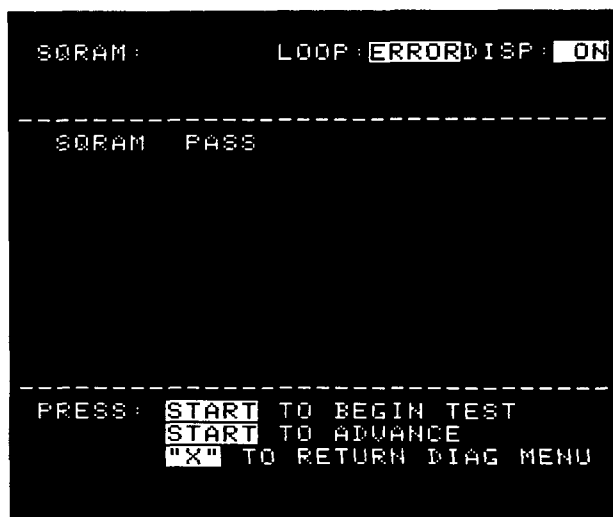 SQRAM: LOOP:ERROR DISP: ON
SQRAM PASS
PRESS: START TO BEGIN TEST
START TO ADVANCE
"X" TO RETURN DIAG MENU